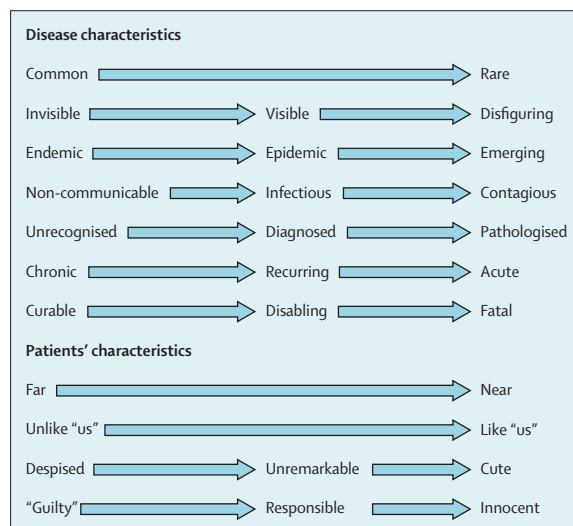 Disease characteristics
Common Rare
Invisible Visible Disfiguring
Endemic Epidemic Emerging
Non-communicable Infectious Contagious
Unrecognised Diagnosed Pathologised
Chronic Recurring Acute
Curable Disabling Fatal
Patients’ characteristics
Far Near
Unlike “us” Like “us”
Despised Unremarkable Cute
“Guilty” Responsible Innocent